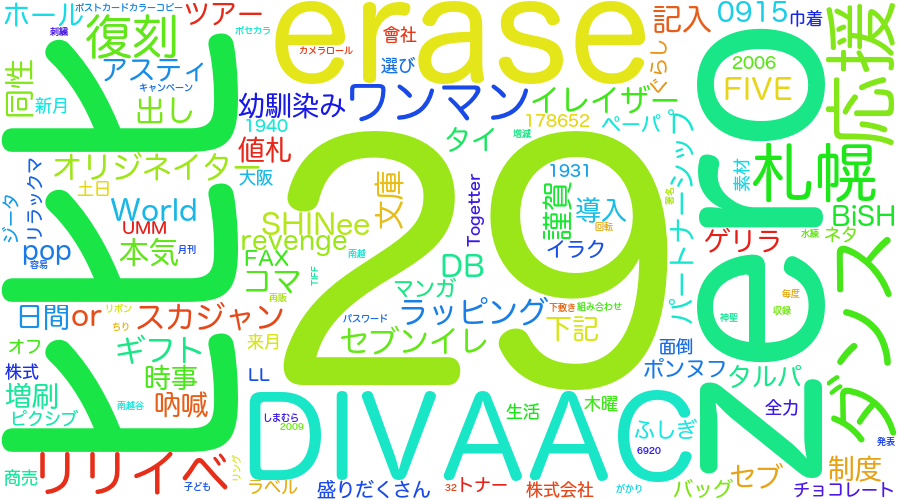 ポストカードカラーコピー
ホール
刺繍
ツアー
復刻
erase
記入
0915
巾着
応援
會社
カメラロール
ポセカラ
選び
ぐらし
同性
アスティ
キャンペーン
2006
FIVE
新月
出し
幼馴染み
ワンマン
イレイザー
zero
1940
178652
ペーパ
値札
タイ
増減
パートナーシップ
オリジネイター
大阪
29
1931
署名
素材
札幌
土日
文庫
Togetter
謹賀
導入
回転
BiSH
リラックマ
ジータ
World
UMM
SHINee
revenge
ゲリラ
水練
ネタ
pop
容易
本気
月刊
FAX
南越
イラク
コマ
TIFF
DB
マンガ
再販
ダンス
毎度
収録
神聖
日間
or
リボン
ちり
スカジャン
パスワード
ラッピング
下敷き
組み合わせ
下記
オフ
ギフト
来月
セブンイレ
面倒
株式
時事
LL
ポンヌフ
タルパ
増刷
南越谷
吶喊
DIVAAC
ピクシブ
しまむら
2009
生活
木曜
ふしぎ
全力
6920
発表
商売
リリイベ
子ども
リング
ラベル
盛りだくさん
32
トナー
株式会社
がかり
バッグ
セブ
制度
チョコレート
トレトレトレ